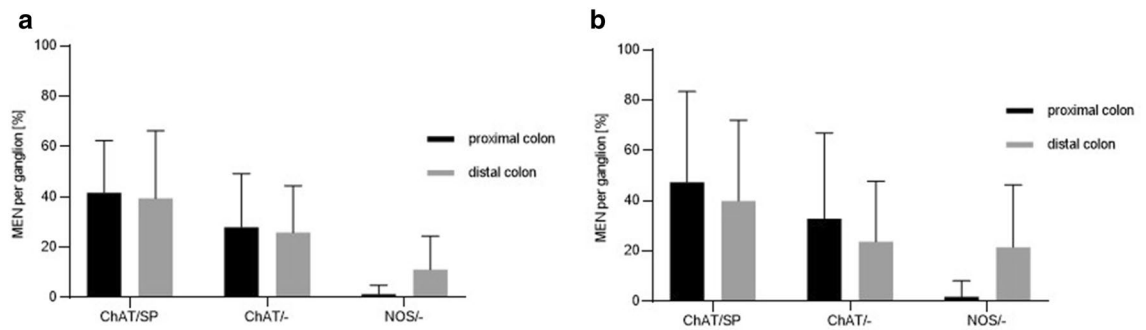 a
MEN per ganglion [%]
100
80
60
40
20
0
ChAT/SP
ChAT/-
NOS/-
proximal colon
distal colon
b
MEN per ganglion [%]
100
80
60
40
20
0
ChAT/SP
ChAT/-
NOS/-
proximal colon
distal colon